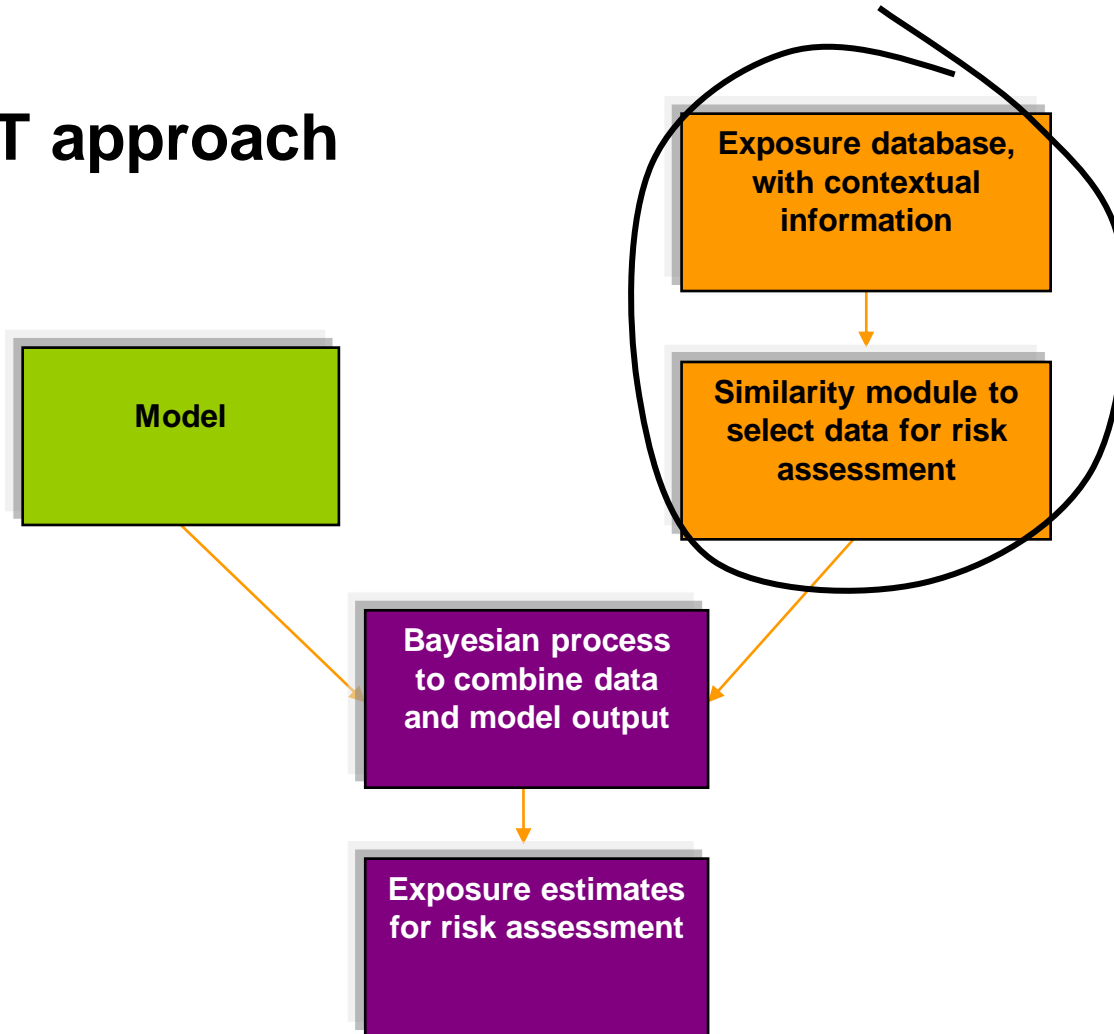 T approach
Exposure database,
with contextual
information
Model
Similarity module to
select data for risk
assessment
Bayesian process
to combine data
and model output
Exposure estimates
for risk assessment